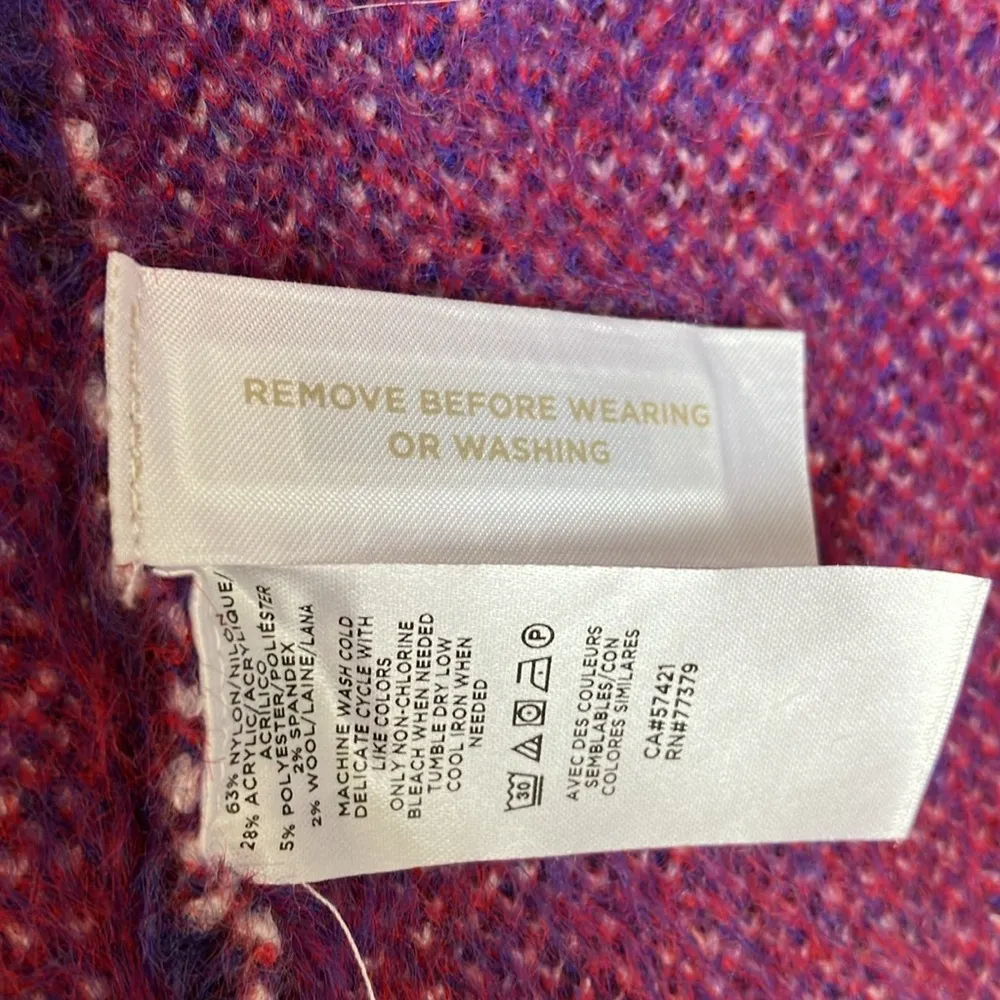 REMOVE BEFORE WEARING
OR WASHING
63% NYLON/NILON/QUE/
28% ACRYLIC/ACRYLIQUE/
ACRILICO
5% POLYESTER/POLIÉSTER
2% SPANDEX
2% WOOL/LAINE/LANA
MACHINE WASH COLD
DELICATE CYCLE WITH
LIKE COLORS
ONLY NON-CHLORINE
BLEACH WHEN NEEDED
TUMBLE DRY LOW
COOL IRON WHEN
NEEDED
30 P
AVEC DES COULEURS
SEMBLABLES/CON
COLORES SIMILARES
CA#57421
RN#77379